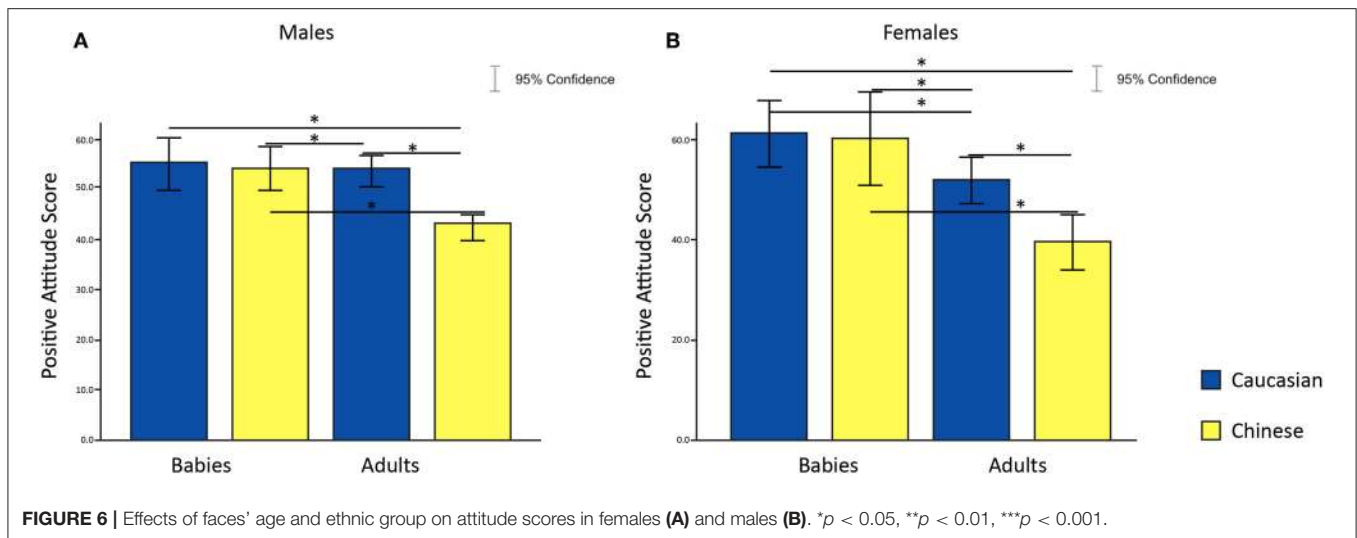 A
Males
95% Confidence
*
*
*
*
Positive Attitude Score
60.0
50.0
40.0
30.0
20.0
10.0
0.0
Babies
Adults
B
Females
95% Confidence
*
*
*
*
*
Positive Attitude Score
60.0
40.0
20.0
0.0
Babies
Adults
Caucasian
Chinese
FIGURE 6 | Effects of faces' age and ethnic group on attitude scores in females (A) and males (B). *p < 0.05, **p < 0.01, ***p < 0.001.